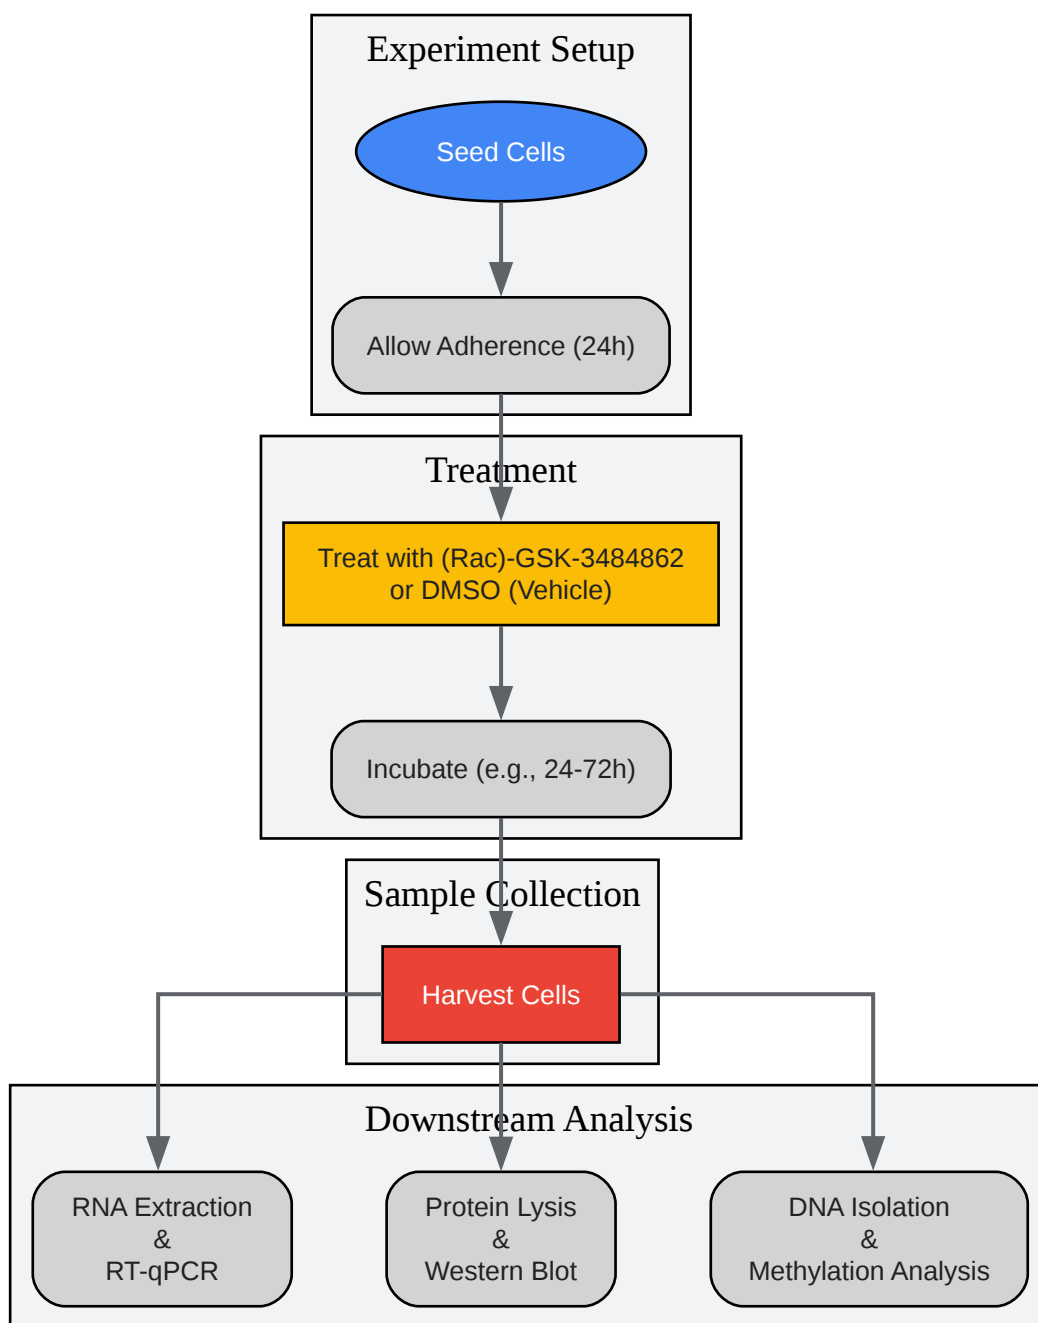 Experiment Setup
Seed Cells
Allow Adherence (24h)
Treatment
Treat with (Rac)-GSK-3484862
or DMSO (Vehicle)
Incubate (e.g., 24-72h)
Sample Collection
Harvest Cells
Downstream Analysis
RNA Extraction
&
RT-qPCR
Protein Lysis
&
Western Blot
DNA Isolation
&
Methylation Analysis